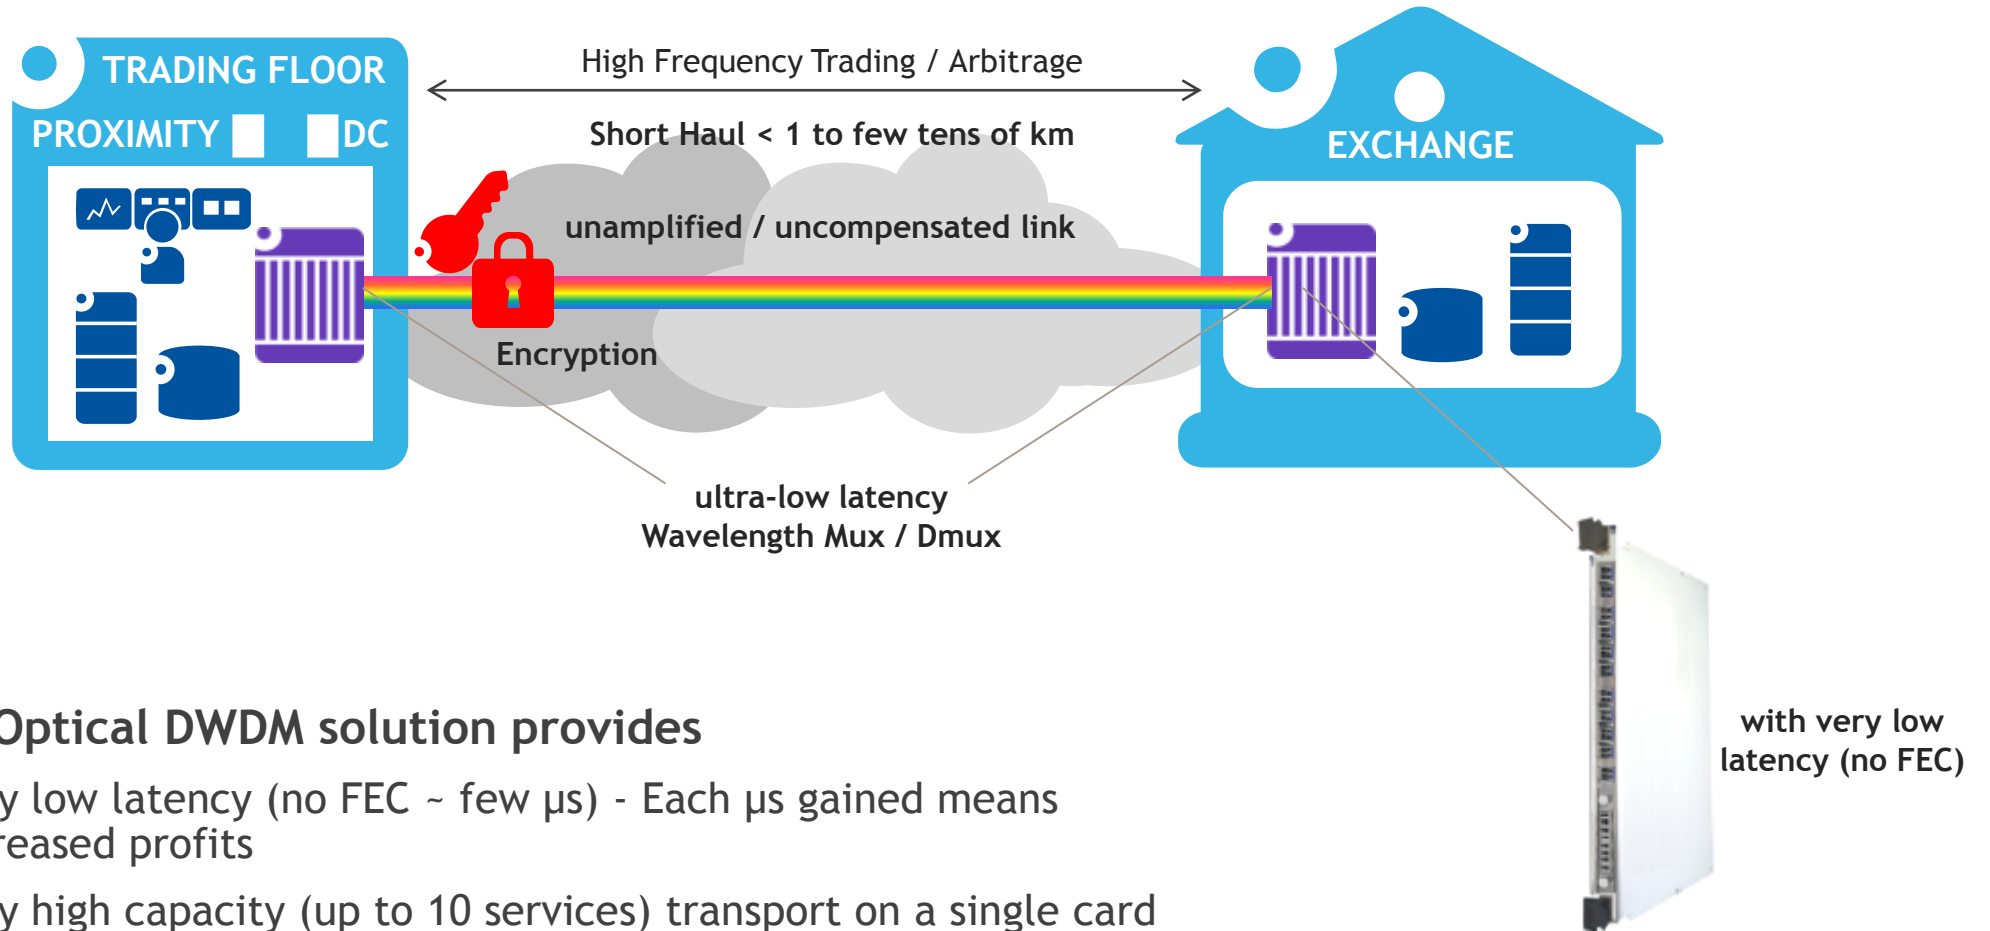 TRADING FLOOR
PROXIMITY DC
High Frequency Trading / Arbitrage
Short Haul < 1 to few tens of km
unamplified / uncompensated link
Encryption
EXCHANGE
ultra-low latency
Wavelength Mux / Dmux
with very low
latency (no FEC)
Optical DWDM solution provides
y low latency (no FEC ~ few µs) - Each µs gained means
reased profits
y high capacity (up to 10 services) transport on a single card